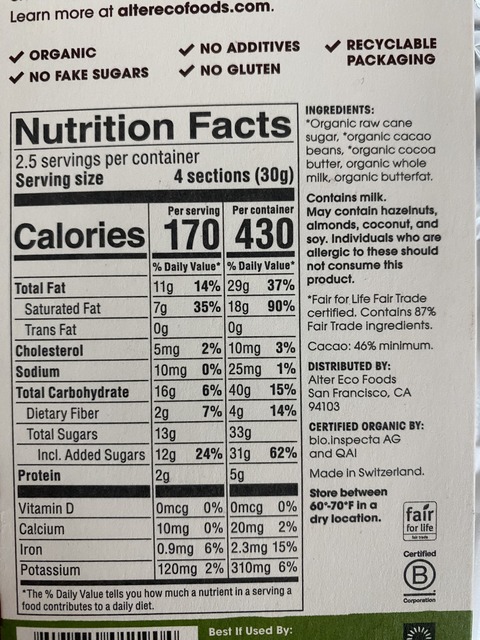 Learn more at alterecofoods.com.
✓ ORGANIC
✓ NO ADDITIVES
✓ RECYCLABLE
PACKAGING
✓ NO FAKE SUGARS
✓ NO GLUTEN
Nutrition Facts
2.5 servings per container
Serving size 4 sections (30g)
Per serving Per container
Calories 170 430
% Daily Value* % Daily Value*
Total Fat 11g 14% 29g 37%
Saturated Fat 7g 35% 18g 90%
Trans Fat 0g 0g
Cholesterol 5mg 2% 10mg 3%
Sodium 10mg 0% 25mg 1%
Total Carbohydrate 16g 6% 40g 15%
Dietary Fiber 2g 7% 4g 14%
Total Sugars 13g 33g
Incl. Added Sugars 12g 24% 31g 62%
Protein 2g 5g
Vitamin D 0mcg 0% 0mcg 0%
Calcium 10mg 0% 20mg 2%
Iron 0.9mg 6% 2.3mg 15%
Potassium 120mg 2% 310mg 6%
*The % Daily Value tells you how much a nutrient in a serving a
food contributes to a daily diet.
INGREDIENTS:
*Organic raw cane
sugar, *organic cacao
beans, *organic cocoa
butter, organic whole
milk, organic butterfat.
Contains milk.
May contain hazelnuts,
almonds, coconut, and
soy. Individuals who are
allergic to these should
not consume this
product.
*Fair for Life Fair Trade
certified. Contains 87%
Fair Trade ingredients.
Cacao: 46% minimum.
DISTRIBUTED BY:
Alter Eco Foods
San Francisco, CA
94103
CERTIFIED ORGANIC BY:
bio.inspecta AG
and QAI
Made in Switzerland.
Store between
60°-70°F in a
dry location.
fair
for life
fair trade
Certified
B
Corporation
Best If Used By: